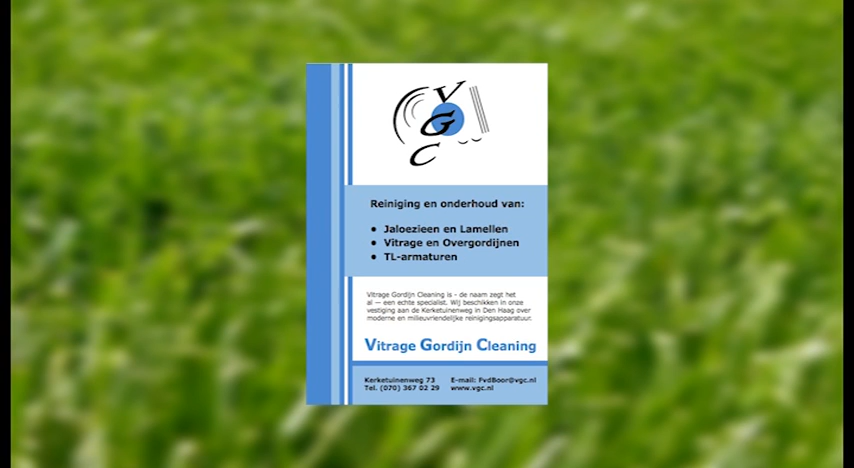 V
G
C
Reiniging en onderhoud van:
• Jaloezieen en Lamellen
• Vitrage en Overgordijnen
• TL-armaturen
Vitrage Gordijn Cleaning is - de naam zegt het
al — een echte specialist. Wij beschikken in onze
vestiging aan de Kerketuinenweg in Den Haag over
moderne en milieuvriendelijke reinigingsapparatuur.
Vitrage Gordijn Cleaning
Kerketuinenweg 73 E-mail: FvdBoor@vgc.nl
Tel. (070) 367 02 29 www.vgc.nl